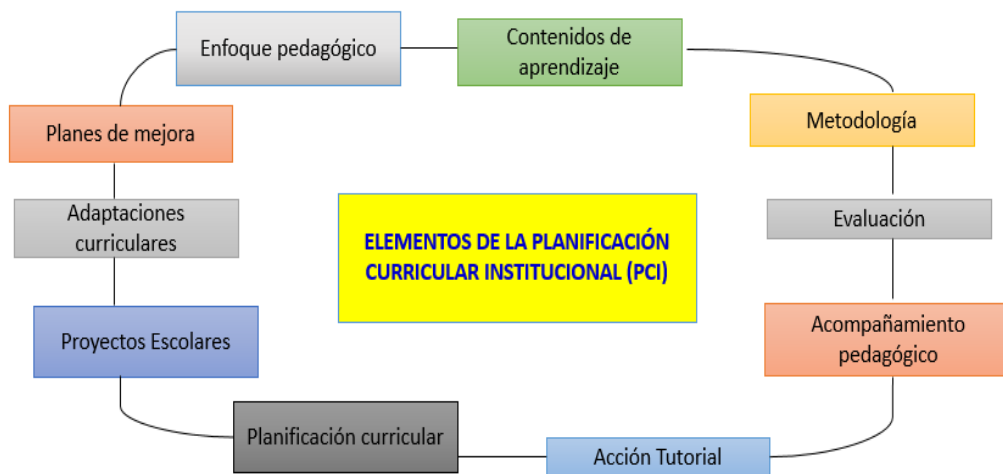 Enfoque pedagógico
Contenidos de
aprendizaje
Metodología
Evaluación
Acompañamiento
pedagógico
Acción Tutorial
Planificación curricular
Proyectos Escolares
Adaptaciones
curriculares
Planes de mejora
ELEMENTOS DE LA PLANIFICACIÓN
CURRICULAR INSTITUCIONAL (PCI)